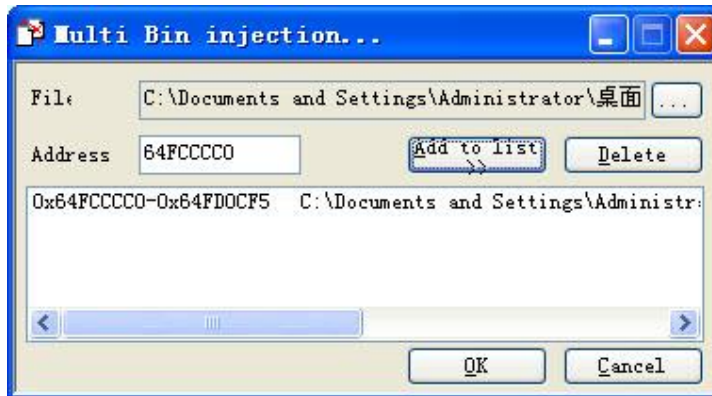 Multi Bin injection...
File C:\Documents and Settings\Administrator\桌面 ...
Address 64FCCCC0 Add to list >> Delete
0x64FCCCC0-0x64FD0CF5 C:\Documents and Settings\Administr
OK Cancel